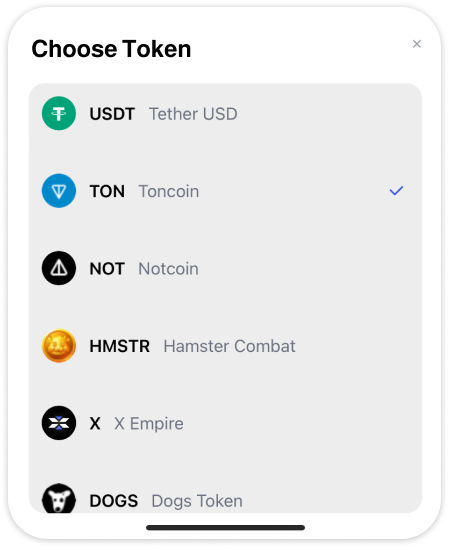 Choose Token
USDT Tether USD
TON Toncoin
NOT Notcoin
HMSTR Hamster Combat
X X Empire
DOGS Dogs Token